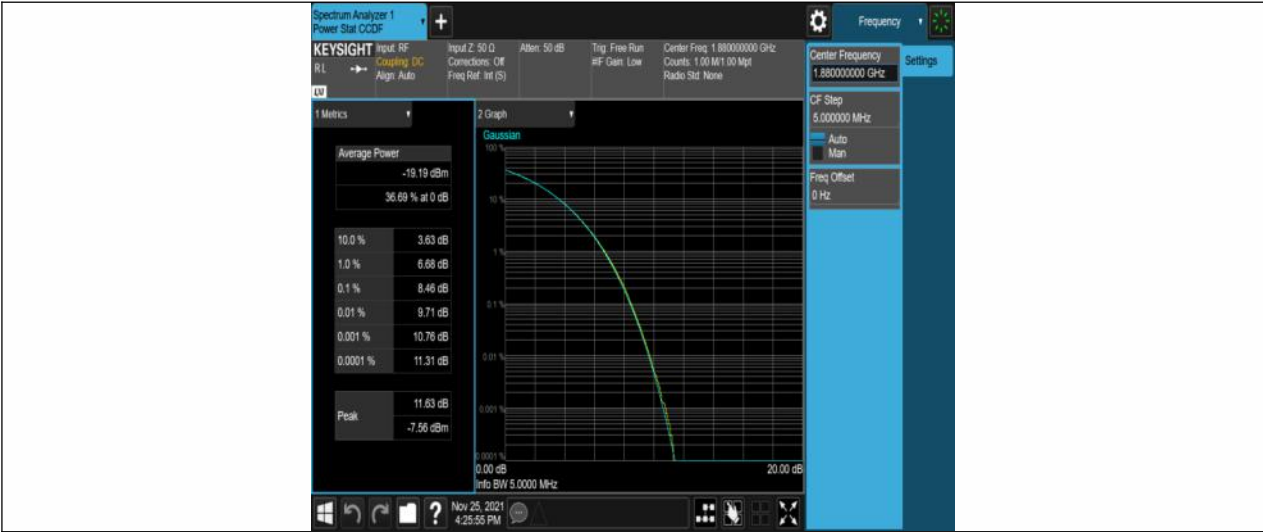 Spectrum Analyzer 1
Power Stat CCDF
+
Frequency
KEYSIGHT
RL
LW
Input: RF
Coupling: DC
Align: Auto
Input Z: 50 Ω
Corrections: Off
Freq Ref: Int (S)
Atten: 50 dB
Trig: Free Run
#IF Gain: Low
Center Freq: 1.880000000 GHz
Counts: 1.00 M/1.00 Mpt
Radio Std: None
Center Frequency
1.880000000 GHz
Settings
CF Step
5.000000 MHz
Auto
Man
Freq Offset
0 Hz
1 Metrics
Average Power
-19.19 dBm
36.69 % at 0 dB
10.0 % 3.63 dB
1.0 % 6.68 dB
0.1 % 8.46 dB
0.01 % 9.71 dB
0.001 % 10.76 dB
0.0001 % 11.31 dB
Peak
11.63 dB
-7.56 dBm
2 Graph
Gaussian
100 %
10 %
1 %
0.1 %
0.01 %
0.001 %
0.0001 %
0.00 dB 20.00 dB
Info BW 5.0000 MHz
?
Nov 25, 2021
4:25:55 PM